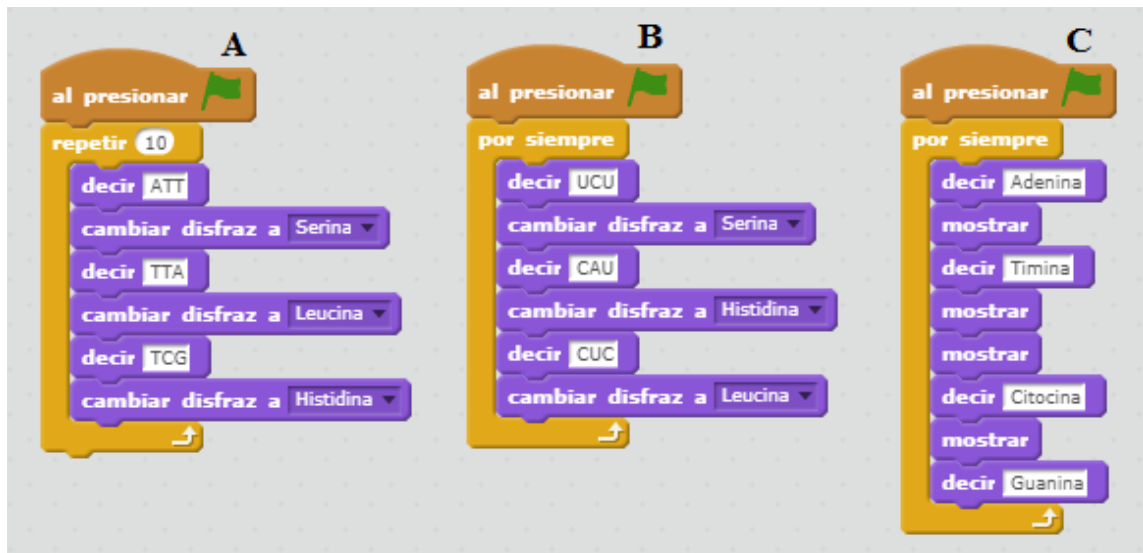 A
al presionar
repetir 10
decir ATT
cambiar disfraz a Serina
decir TTA
cambiar disfraz a Leucina
decir TCG
cambiar disfraz a Histidina
B
al presionar
por siempre
decir UCU
cambiar disfraz a Serina
decir CAU
cambiar disfraz a Histidina
decir CUC
cambiar disfraz a Leucina
C
al presionar
por siempre
decir Adenina
mostrar
decir Timina
mostrar
mostrar
decir Citocina
mostrar
decir Guanina